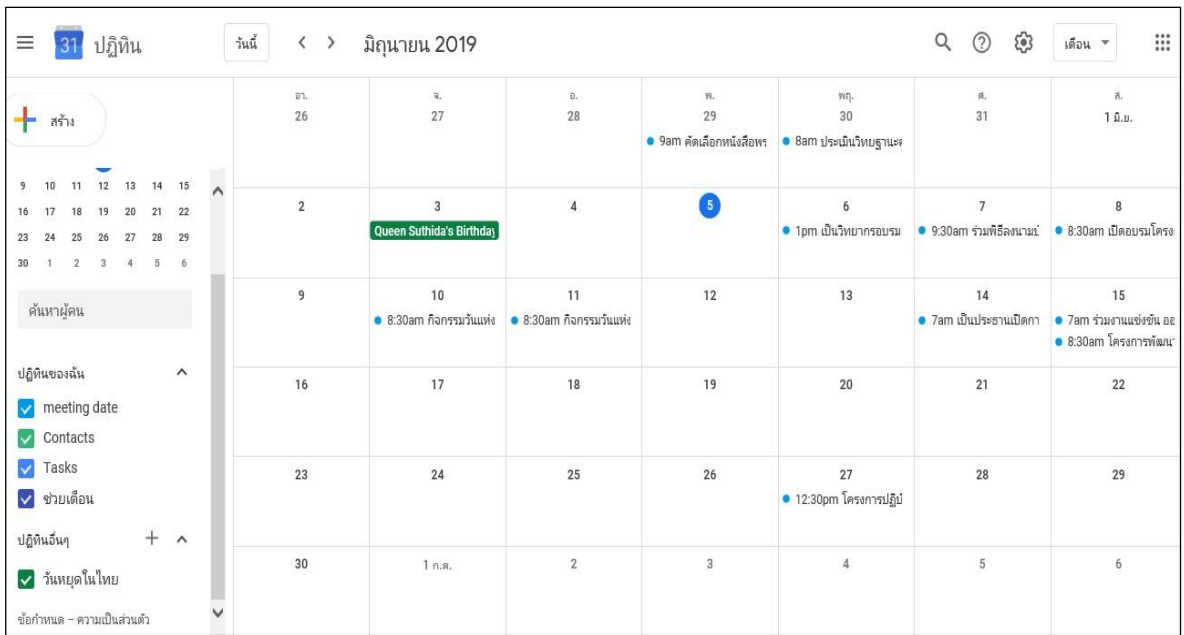 31 ปฏิทิน วันนี้ มิถุนายน 2019 เดือน
สร้าง
9 10 11 12 13 14 15
16 17 18 19 20 21 22
23 24 25 26 27 28 29
30 1 2 3 4 5 6
ค้นหาผู้คน
ปฏิทินของฉัน
meeting date
Contacts
Tasks
ช่วยเตือน
ปฏิทินอื่นๆ
วันหยุดในไทย
ข้อกำหนด – ความเป็นส่วนตัว
อา. จ. อ. พ. พฤ. ศ. ส.
26 27 28 29 30 31 1 มิ.ย.
9am คัดเลือกหนังสือพร 8am ประเมินวิทยฐานะ
2 3 4 5 6 7 8
Queen Suthida's Birthday 1pm เป็นวิทยากรอบรม 9:30am ร่วมพิธีลงนาม 8:30am เปิดอบรมโครง
9 10 11 12 13 14 15
8:30am กิจกรรมวันแห่ง 8:30am กิจกรรมวันแห่ง 7am เป็นประธานเปิดกา 7am ร่วมงานแข่งขัน ออ
8:30am โครงการพัฒน
16 17 18 19 20 21 22
23 24 25 26 27 28 29
12:30pm โครงการปฏิบ
30 1 ก.ค. 2 3 4 5 6